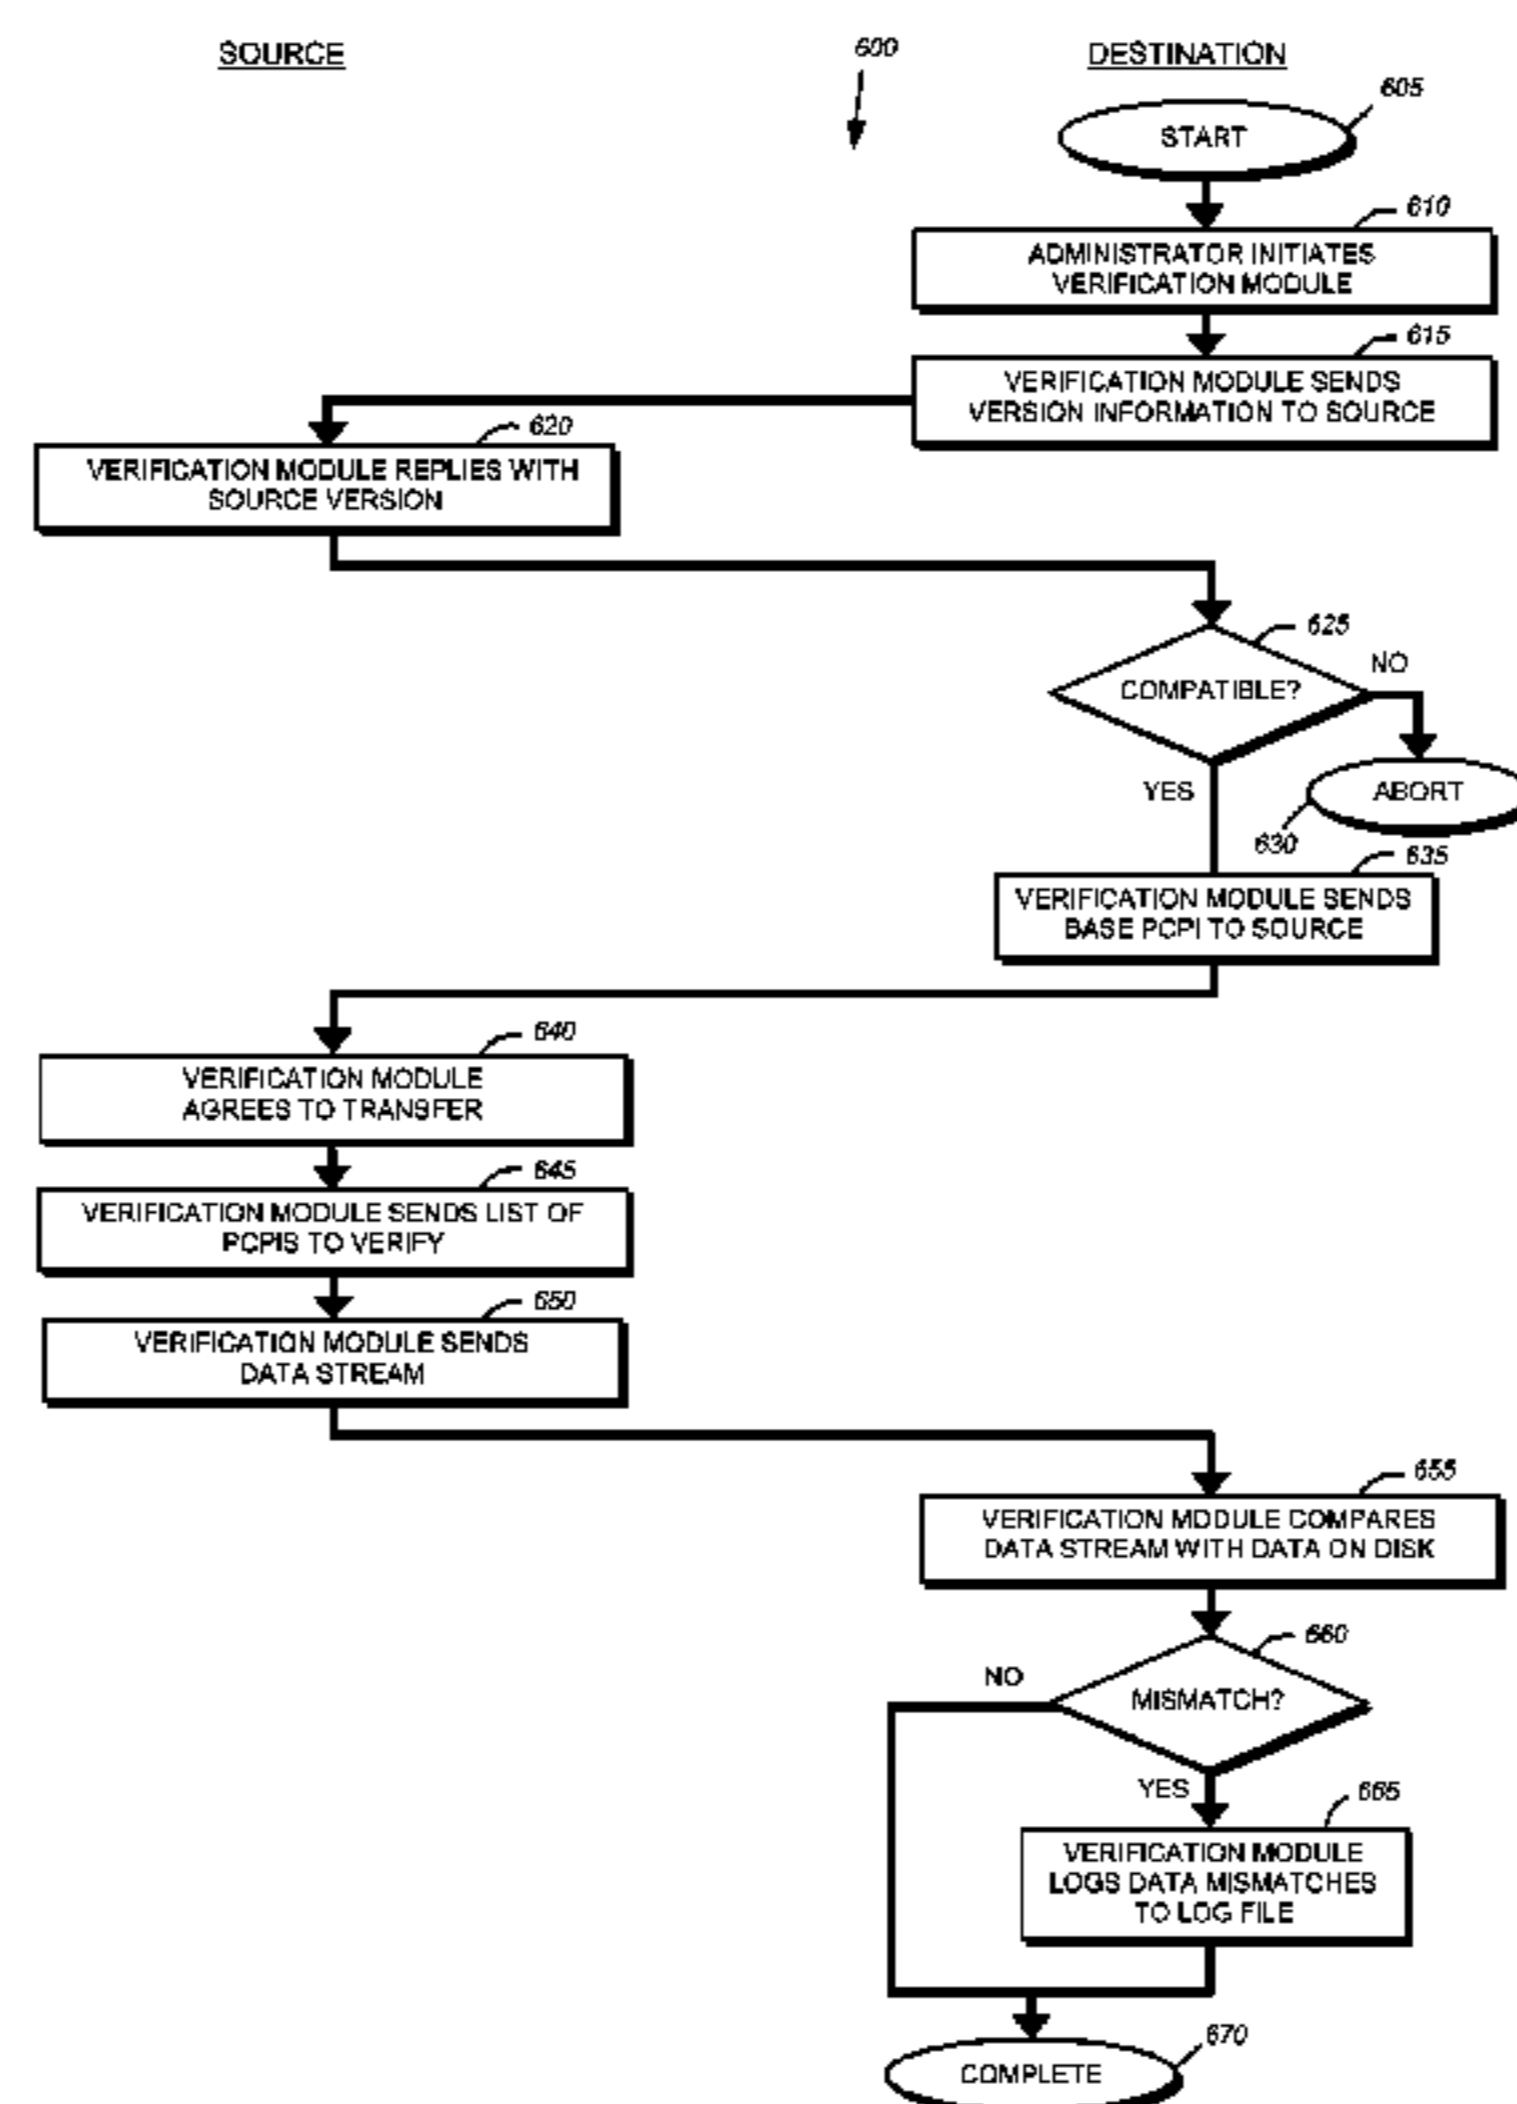 SOURCE
600
DESTINATION
605
START
610
ADMINISTRATOR INITIATES
VERIFICATION MODULE
615
VERIFICATION MODULE SENDS
VERSION INFORMATION TO SOURCE
620
VERIFICATION MODULE REPLIES WITH
SOURCE VERSION
625
COMPATIBLE?
NO
YES
ABORT
630
635
VERIFICATION MODULE SENDS
BASE PCPI TO SOURCE
640
VERIFICATION MODULE
AGREES TO TRANSFER
645
VERIFICATION MODULE SENDS LIST OF
PCPIS TO VERIFY
650
VERIFICATION MODULE SENDS
DATA STREAM
655
VERIFICATION MODULE COMPARES
DATA STREAM WITH DATA ON DISK
660
NO
MISMATCH?
YES
665
VERIFICATION MODULE
LOGS DATA MISMATCHES
TO LOG FILE
670
COMPLETE